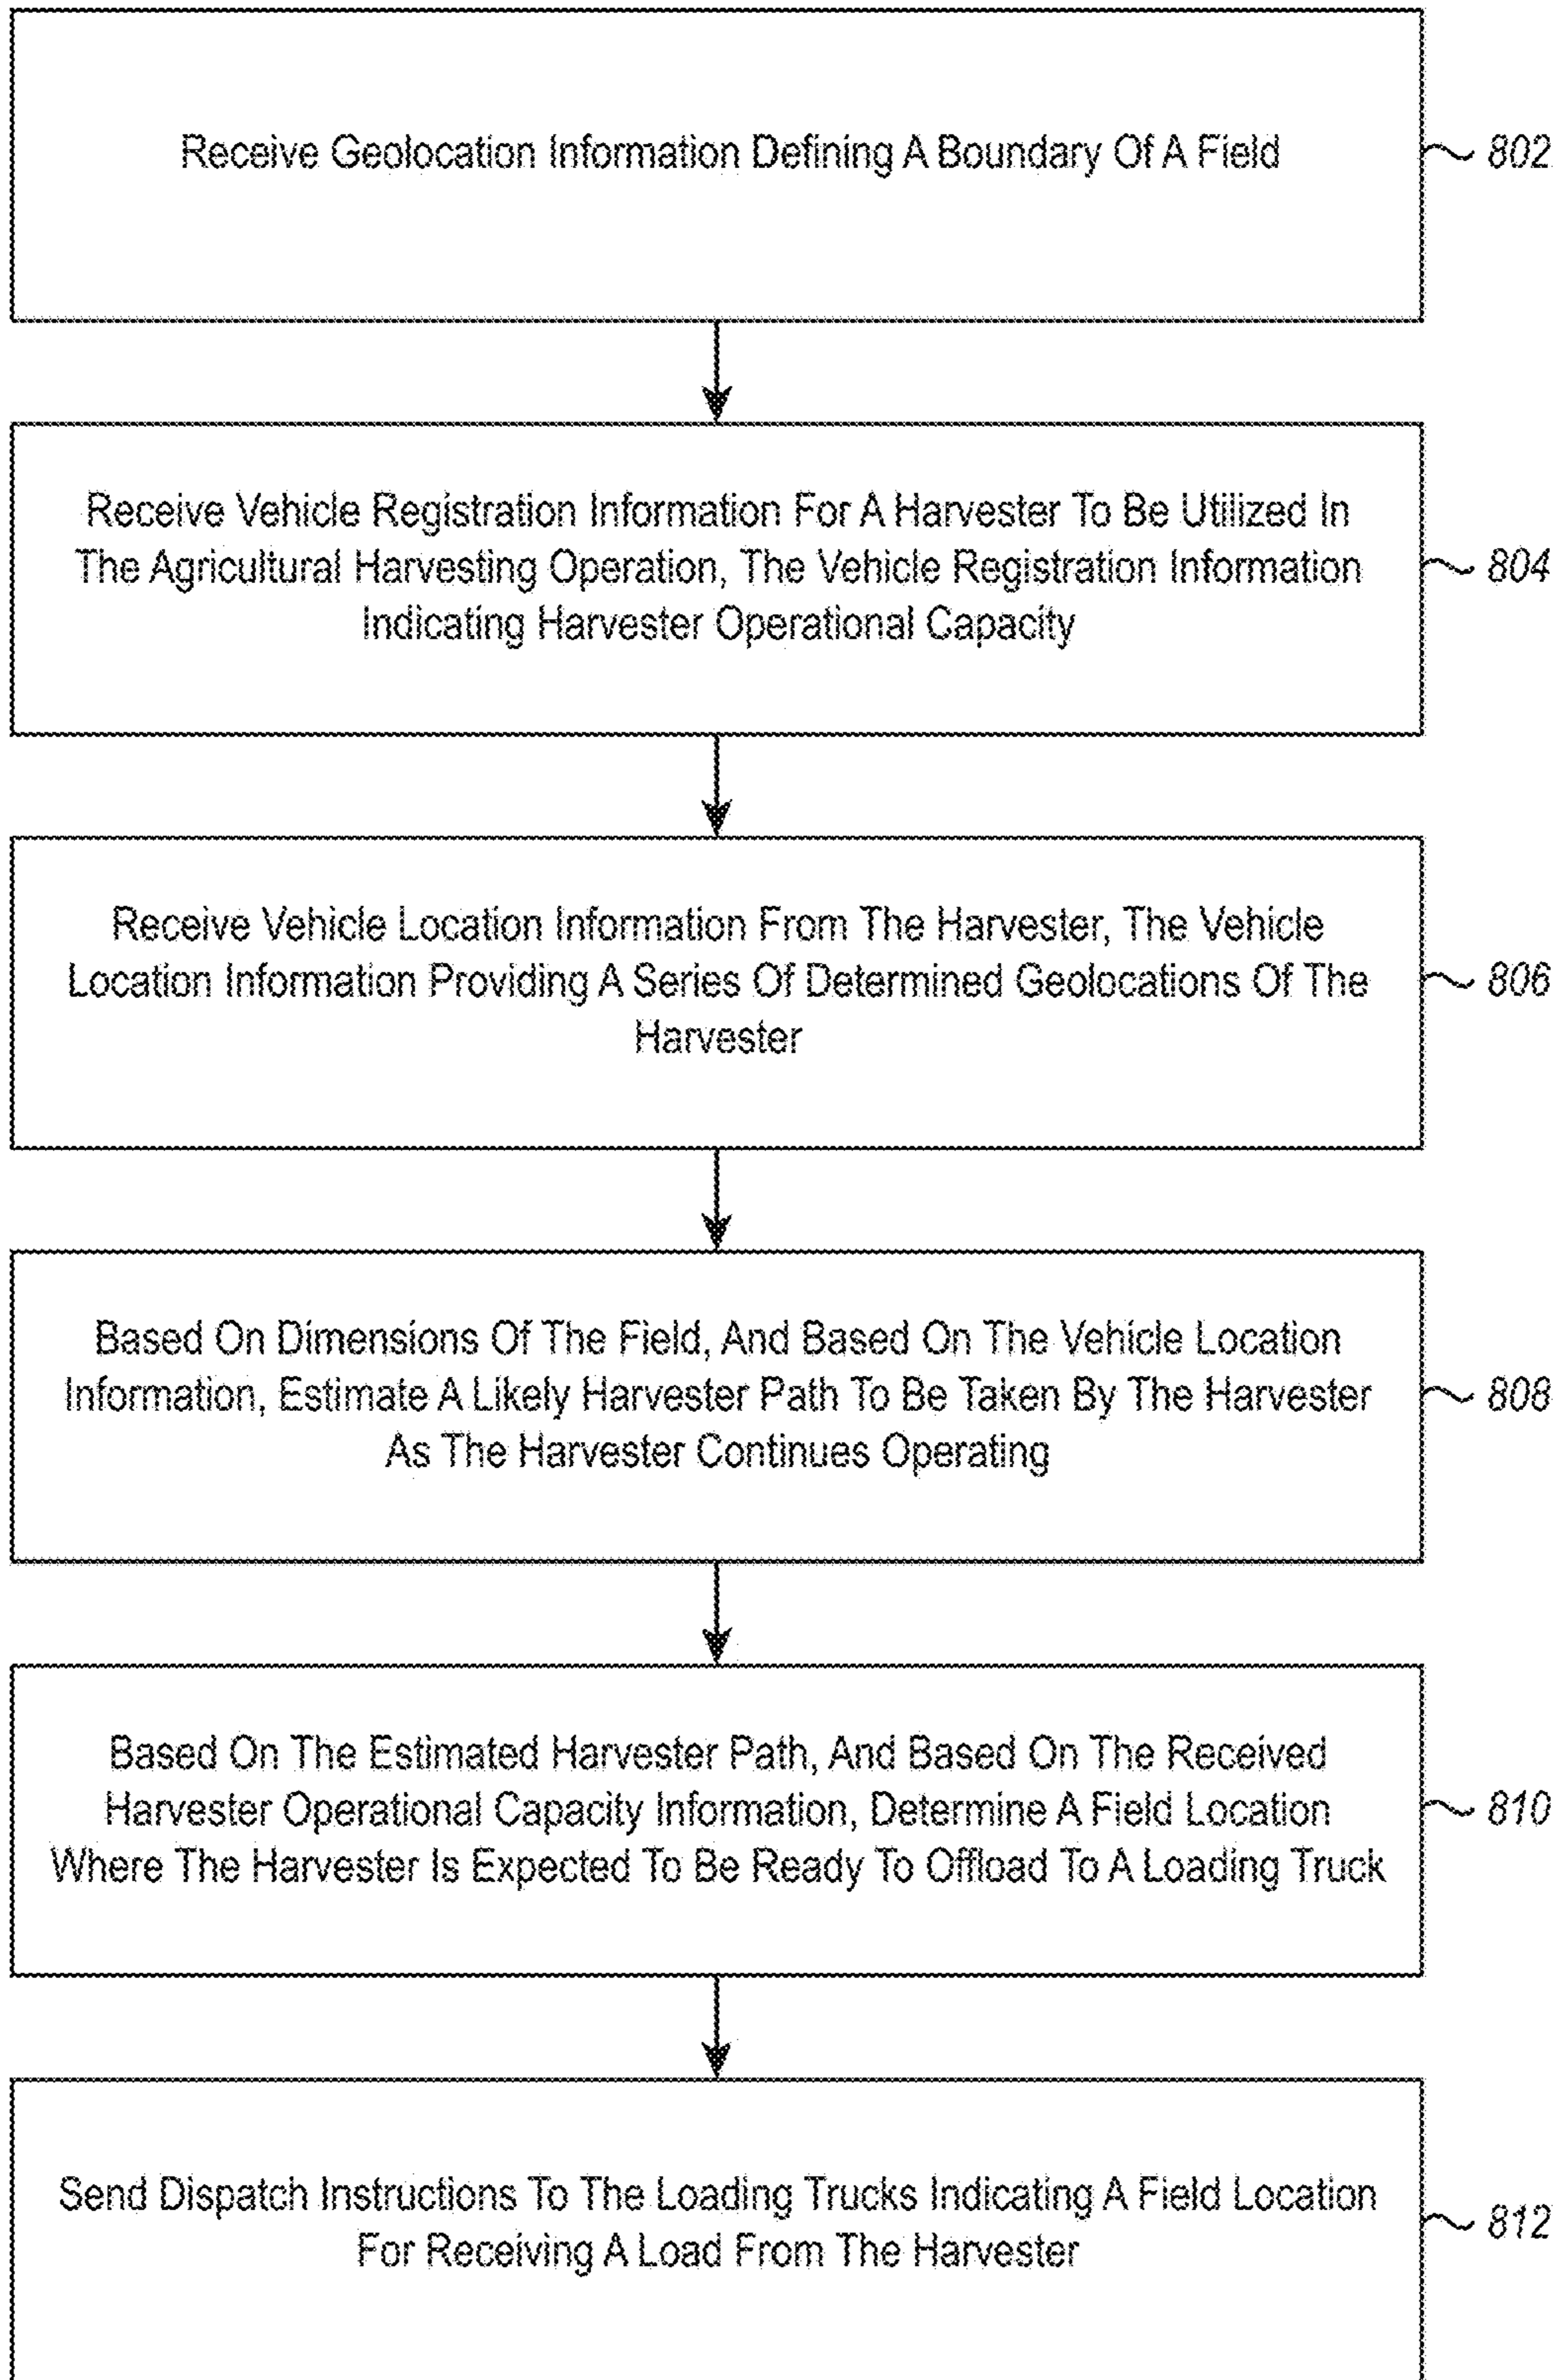 Receive Geolocation Information Defining A Boundary Of A Field
802
Receive Vehicle Registration Information For A Harvester To Be Utilized In
The Agricultural Harvesting Operation, The Vehicle Registration Information
Indicating Harvester Operational Capacity
804
Receive Vehicle Location Information From The Harvester, The Vehicle
Location Information Providing A Series Of Determined Geolocations Of The
Harvester
806
Based On Dimensions Of The Field, And Based On The Vehicle Location
Information, Estimate A Likely Harvester Path To Be Taken By The Harvester
As The Harvester Continues Operating
808
Based On The Estimated Harvester Path, And Based On The Received
Harvester Operational Capacity Information, Determine A Field Location
Where The Harvester Is Expected To Be Ready To Offload To A Loading Truck
810
Send Dispatch Instructions To The Loading Trucks Indicating A Field Location
For Receiving A Load From The Harvester
812